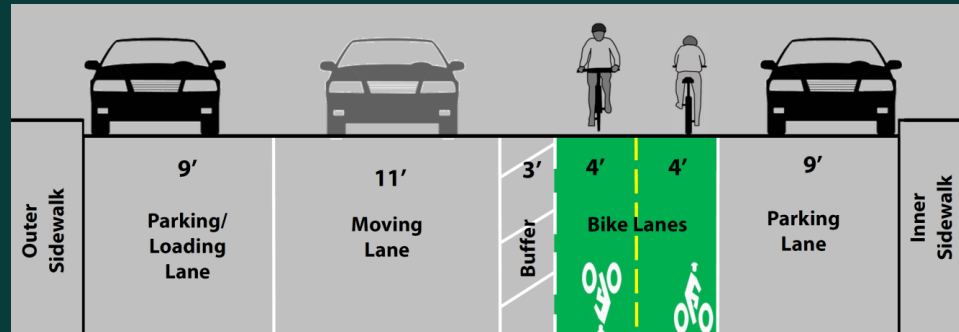 Outer
Sidewalk
9’
Parking/
Loading
Lane
11’
Moving
Lane
3’
Buffer
4’
4’
Bike Lanes
9’
Parking
Lane
Inner
Sidewalk